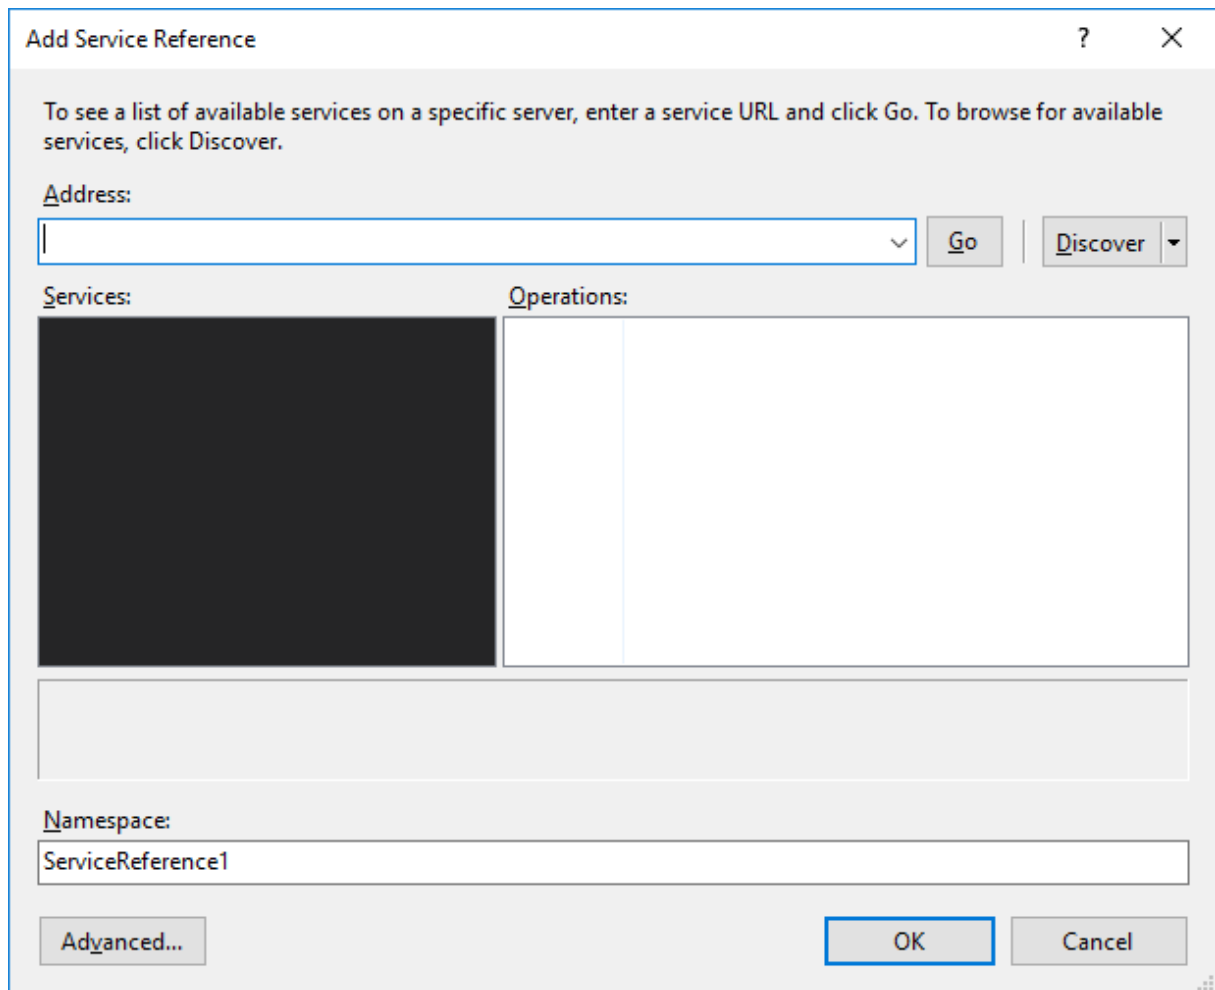 Add Service Reference
?
To see a list of available services on a specific server, enter a service URL and click Go. To browse for available
services, click Discover.
Address:
Go
Discover
Services:
Operations:
Namespace:
ServiceReference1
Advanced...
OK
Cancel